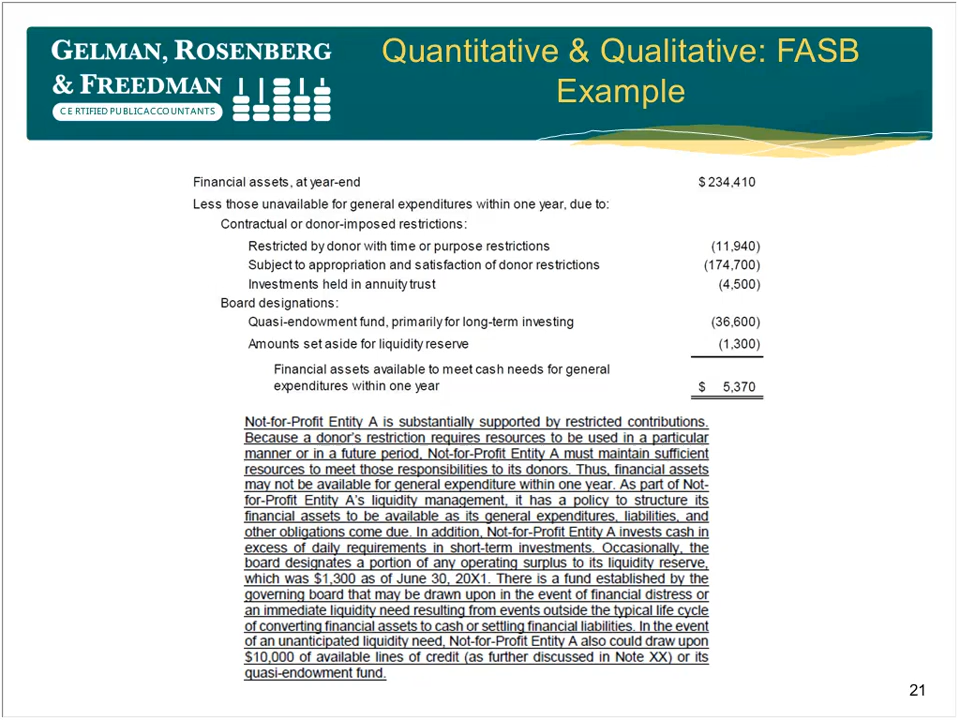 GELMAN, ROSENBERG
& FREEDMAN
CERTIFIED PUBLIC ACCOUNTANTS
Quantitative & Qualitative: FASB
Example
Financial assets, at year-end $ 234,410
Less those unavailable for general expenditures within one year, due to:
Contractual or donor-imposed restrictions:
Restricted by donor with time or purpose restrictions (11,940)
Subject to appropriation and satisfaction of donor restrictions (174,700)
Investments held in annuity trust (4,500)
Board designations:
Quasi-endowment fund, primarily for long-term investing (36,600)
Amounts set aside for liquidity reserve (1,300)
Financial assets available to meet cash needs for general
expenditures within one year $ 5,370
Not-for-Profit Entity A is substantially supported by restricted contributions.
Because a donor's restriction requires resources to be used in a particular
manner or in a future period, Not-for-Profit Entity A must maintain sufficient
resources to meet those responsibilities to its donors. Thus, financial assets
may not be available for general expenditure within one year. As part of Not-
for-Profit Entity A's liquidity management, it has a policy to structure its
financial assets to be available as its general expenditures, liabilities, and
other obligations come due. In addition, Not-for-Profit Entity A invests cash in
excess of daily requirements in short-term investments. Occasionally, the
board designates a portion of any operating surplus to its liquidity reserve,
which was $1,300 as of June 30, 20X1. There is a fund established by the
governing board that may be drawn upon in the event of financial distress or
an immediate liquidity need resulting from events outside the typical life cycle
of converting financial assets to cash or settling financial liabilities. In the event
of an unanticipated liquidity need, Not-for-Profit Entity A also could draw upon
$10,000 of available lines of credit (as further discussed in Note XX) or its
quasi-endowment fund.
21